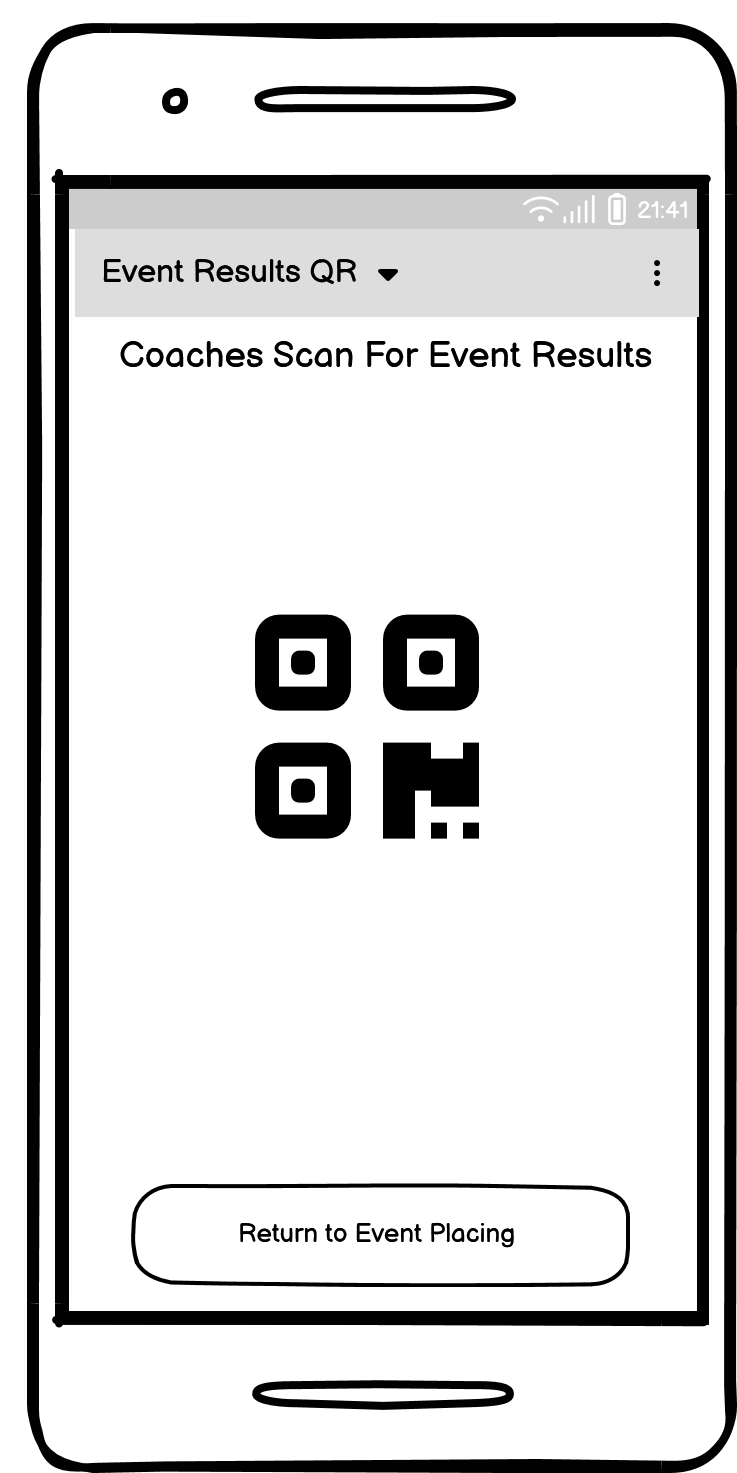 21:41
Event Results QR
Coaches Scan For Event Results
Return to Event Placing